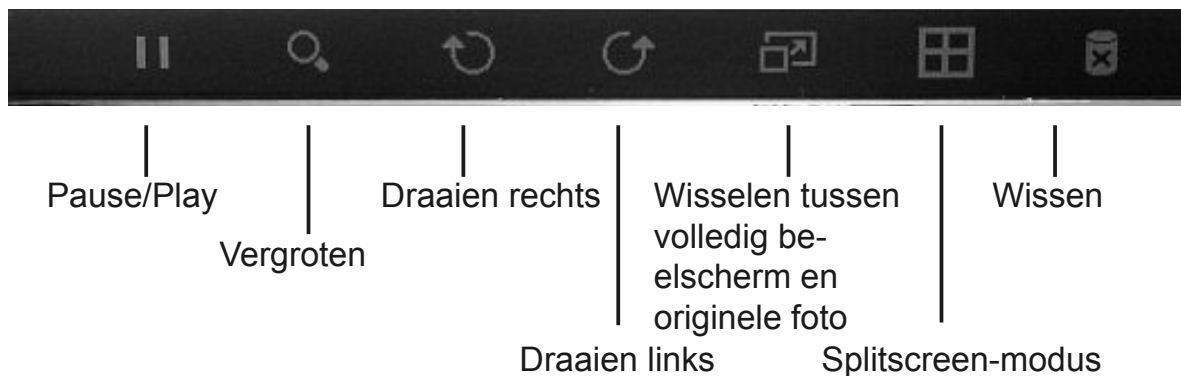 Pause/Play
Vergroten
Draaien rechts
Draaien links
Wisselen tussen
volledig be-
elscherm en
originele foto
Splitscreen-modus
Wissen